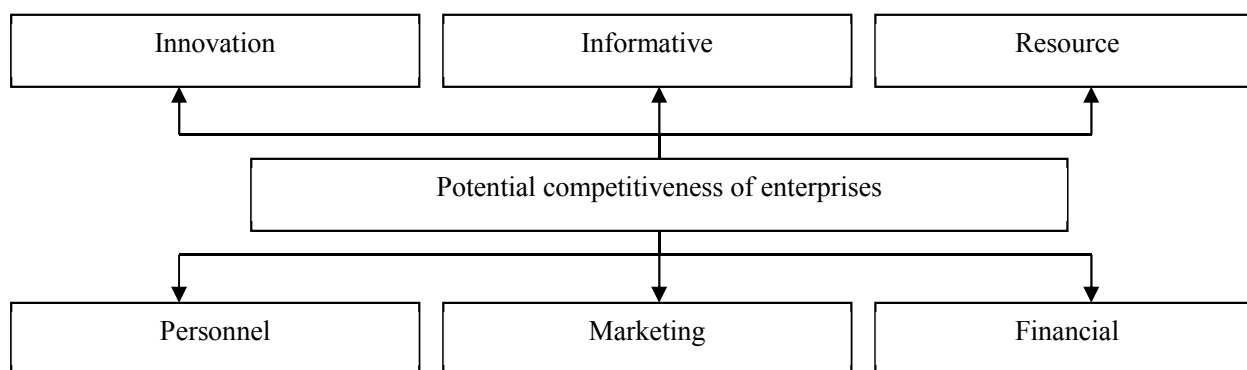 Innovation
Informative
Resource
Potential competitiveness of enterprises
Personnel
Marketing
Financial